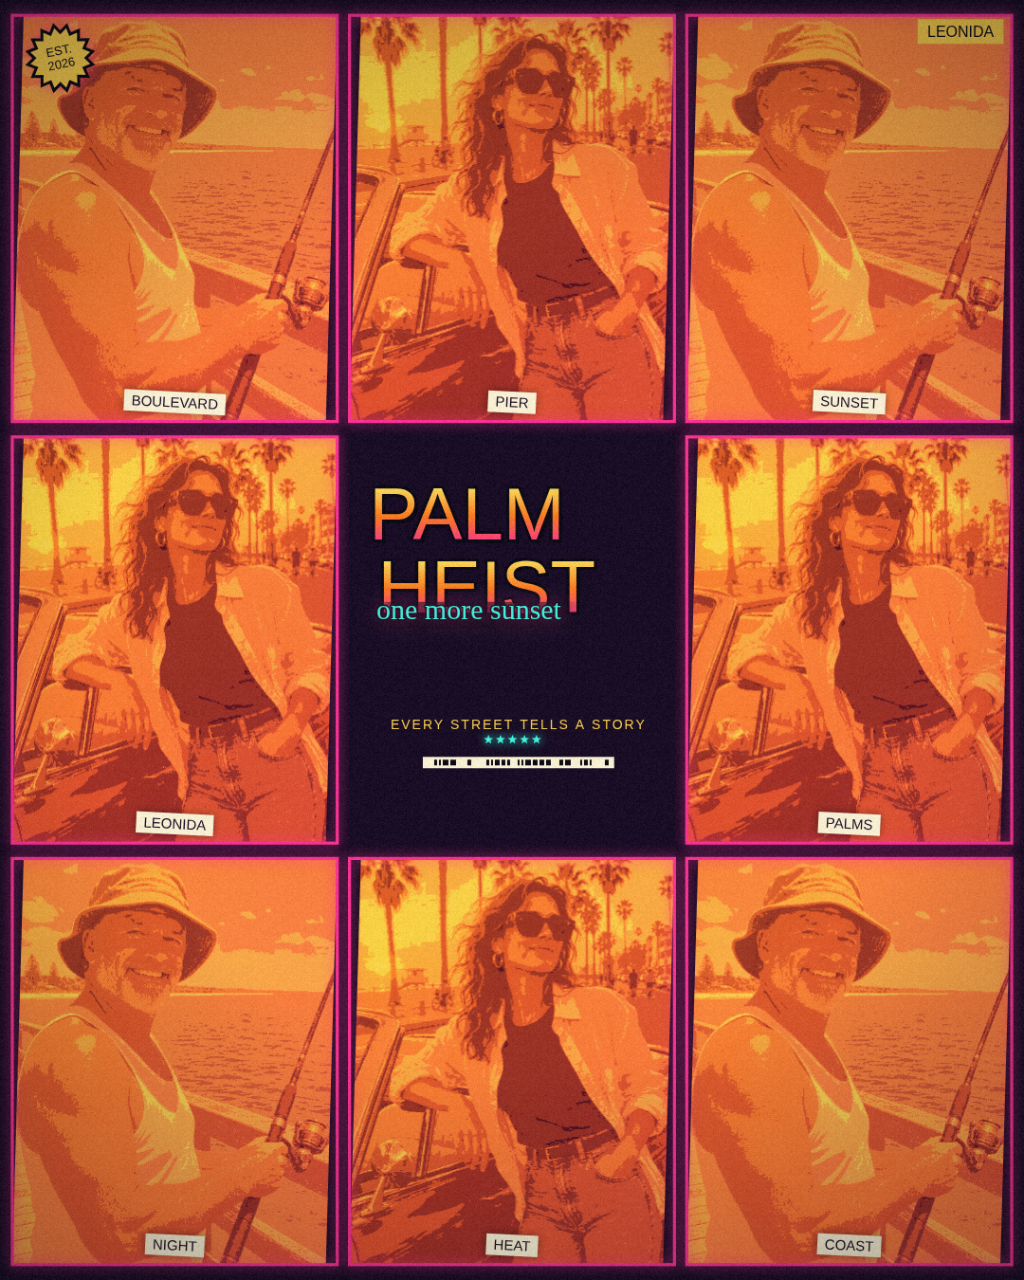 EST.
2026
LEONIDA
BOULEVARD
PIER
SUNSET
PALM
HEIST
one more sunset
EVERY STREET TELLS A STORY
★★★★★
LEONIDA
PALMS
NIGHT
HEAT
COAST